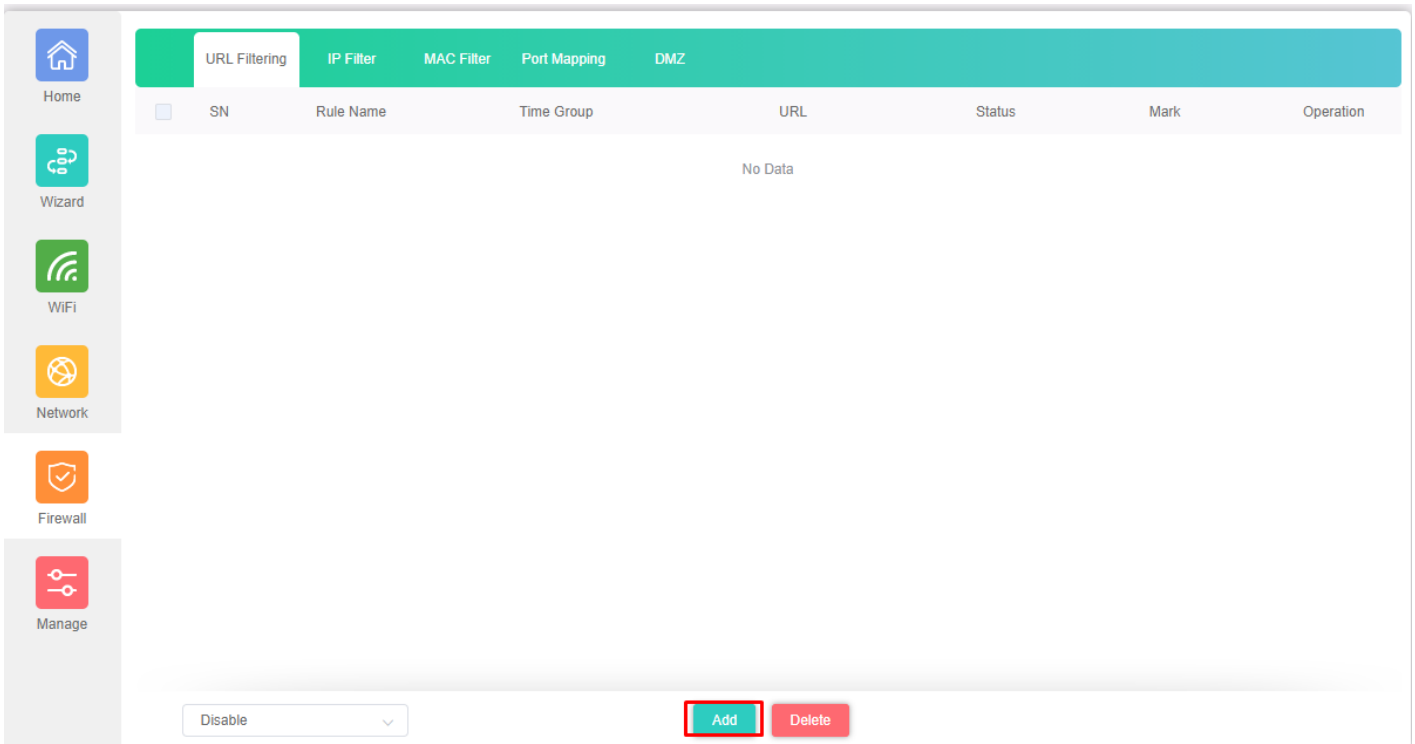 URL Filtering IP Filter MAC Filter Port Mapping DMZ
Home
SN Rule Name Time Group URL Status Mark Operation
No Data
Wizard
WiFi
Network
Firewall
Manage
Disable Add Delete